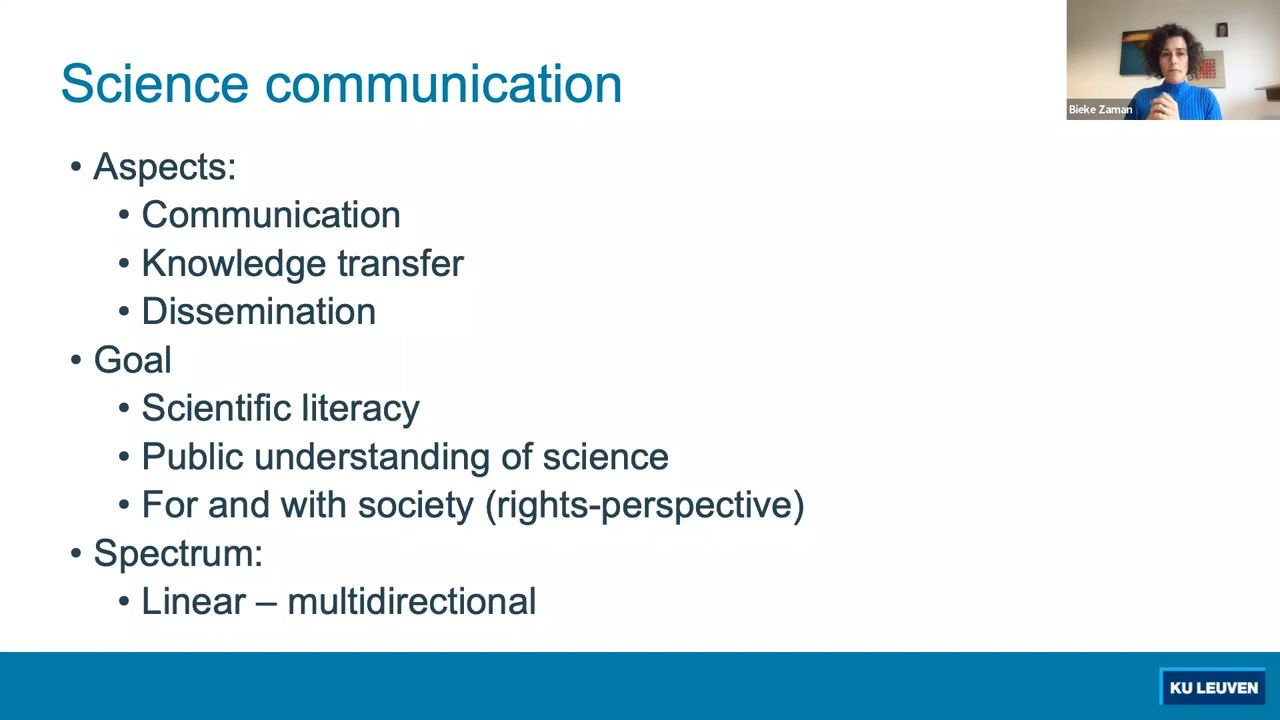 Science communication
Bieke Zaman
• Aspects:
• Communication
• Knowledge transfer
• Dissemination
• Goal
• Scientific literacy
• Public understanding of science
• For and with society (rights-perspective)
• Spectrum:
• Linear – multidirectional
KU LEUVEN